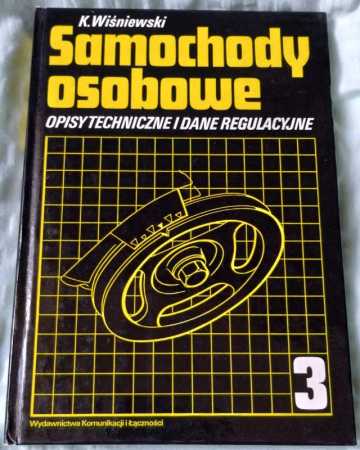 K.Wiśniewski
Samochody
osobowe
OPISY TECHNICZNE I DANE REGULACYJNE
3
Wydawnictwa Komunikacji i Łączności